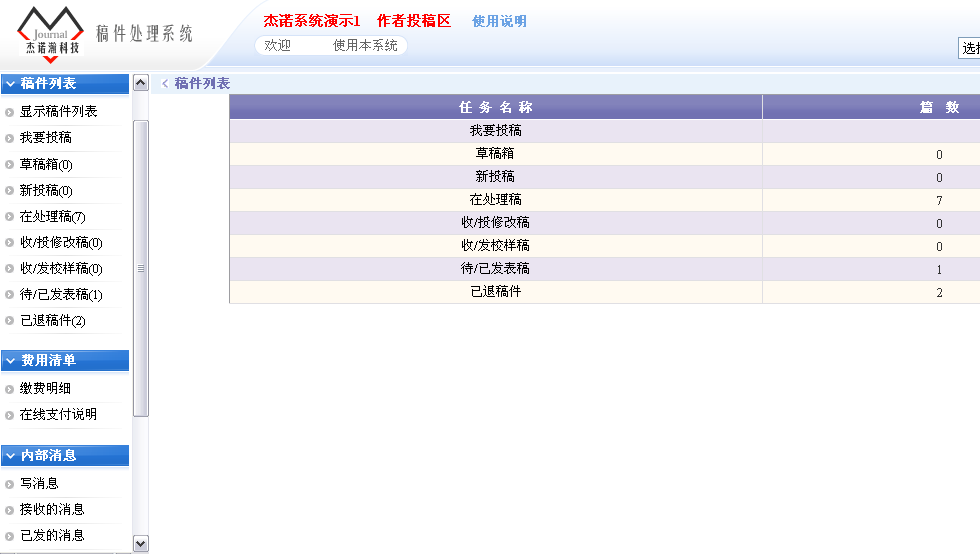 Journal
杰诺瀚科技
稿件处理系统
杰诺系统演示1 作者投稿区 使用说明
欢迎 使用本系统
选择
稿件列表
显示稿件列表
我要投稿
草稿箱(0)
新投稿(0)
在处理稿(7)
收/投修改稿(0)
收/发校样稿(0)
待/已发表稿(1)
已退稿件(2)
费用清单
缴费明细
在线支付说明
内部消息
写消息
接收的消息
已发的消息
稿件列表
任务名称 篇 数
我要投稿
草稿箱 0
新投稿 0
在处理稿 7
收/投修改稿 0
收/发校样稿 0
待/已发表稿 1
已退稿件 2